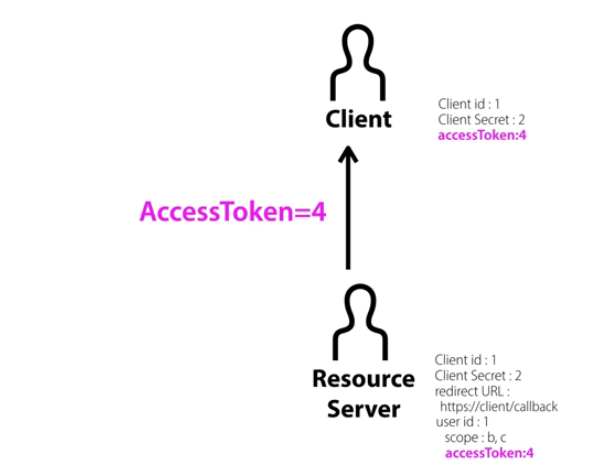 Client
Client id : 1
Client Secret : 2
accessToken:4
AccessToken=4
Resource
Server
Client id : 1
Client Secret : 2
redirect URL :
https://client/callback
user id : 1
scope : b, c
accessToken:4